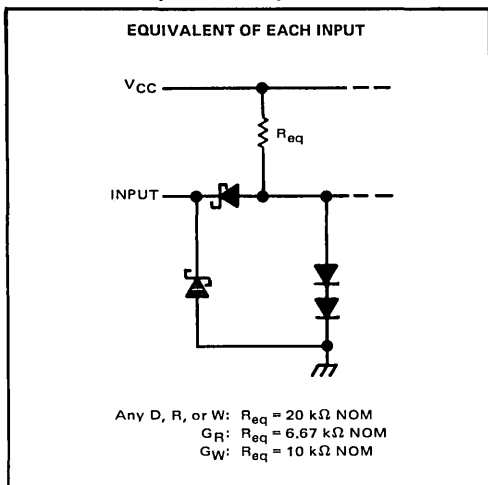 EQUIVALENT OF EACH INPUT
VCC
Req
INPUT
Any D, R, or W: Req = 20 kΩ NOM
GR: Req = 6.67 kΩ NOM
GW: Req = 10 kΩ NOM